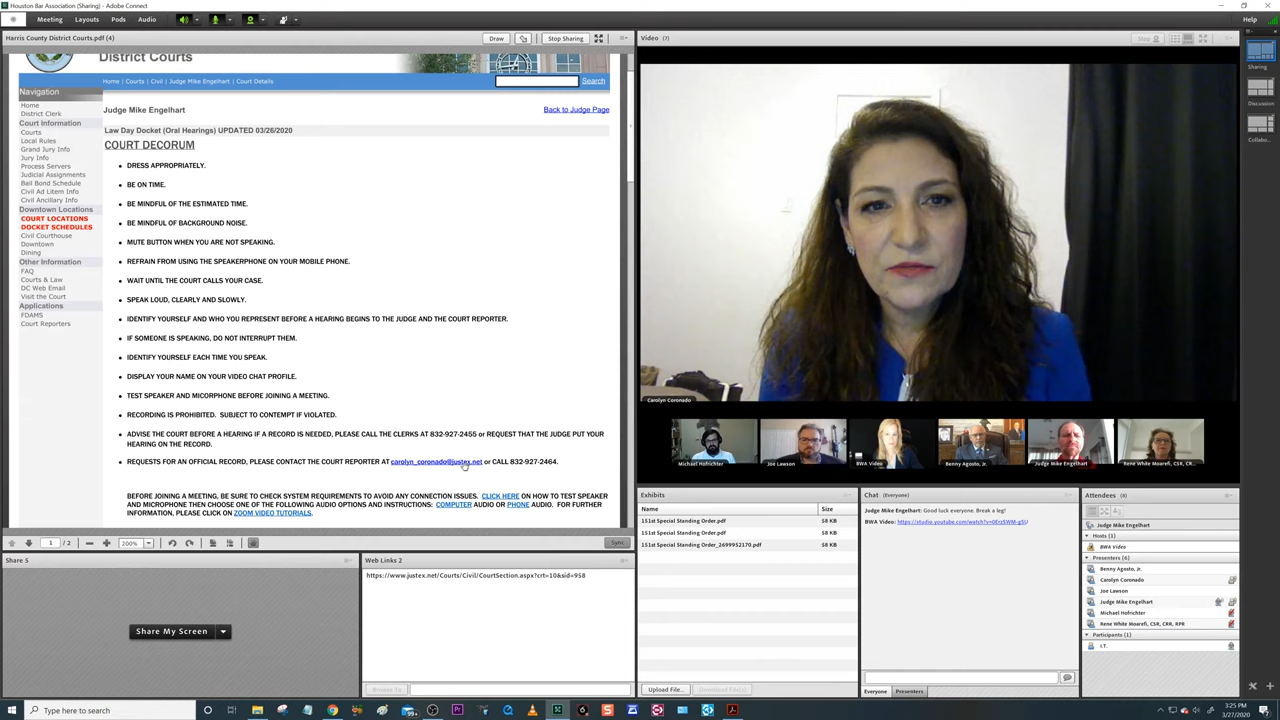 Houston Bar Association (Sharing) - Adobe Connect
Meeting Layouts Pods Audio
Help
Harris County District Courts.pdf (4)
Draw
Stop Sharing
District Courts
Home | Courts | Civil | Judge Mike Engelhart | Court Details
Search
Navigation
Home
District Clerk
Court Information
Courts
Local Rules
Grand Jury Info
Jury Info
Process Servers
Judicial Assignments
Bail Bond Schedule
Civil Ad Litem Info
Civil Ancillary Info
Downtown Locations
COURT LOCATIONS
DOCKET SCHEDULES
Civil Courthouse
Downtown
Dining
Other Information
FAQ
Courts & Law
DC Web Email
Visit the Court
Applications
FDAMS
Court Reporters
Judge Mike Engelhart
Back to Judge Page
Law Day Docket (Oral Hearings) UPDATED 03/26/2020
COURT DECORUM
• DRESS APPROPRIATELY.
• BE ON TIME.
• BE MINDFUL OF THE ESTIMATED TIME.
• BE MINDFUL OF BACKGROUND NOISE.
• MUTE BUTTON WHEN YOU ARE NOT SPEAKING.
• REFRAIN FROM USING THE SPEAKERPHONE ON YOUR MOBILE PHONE.
• WAIT UNTIL THE COURT CALLS YOUR CASE.
• SPEAK LOUD, CLEARLY AND SLOWLY.
• IDENTIFY YOURSELF AND WHO YOU REPRESENT BEFORE A HEARING BEGINS TO THE JUDGE AND THE COURT REPORTER.
• IF SOMEONE IS SPEAKING, DO NOT INTERRUPT THEM.
• IDENTIFY YOURSELF EACH TIME YOU SPEAK.
• DISPLAY YOUR NAME ON YOUR VIDEO CHAT PROFILE.
• TEST SPEAKER AND MICORPHONE BEFORE JOINING A MEETING.
• RECORDING IS PROHIBITED. SUBJECT TO CONTEMPT IF VIOLATED.
• ADVISE THE COURT BEFORE A HEARING IF A RECORD IS NEEDED, PLEASE CALL THE CLERKS AT 832-927-2455 or REQUEST THAT THE JUDGE PUT YOUR
HEARING ON THE RECORD.
• REQUESTS FOR AN OFFICIAL RECORD, PLEASE CONTACT THE COURT REPORTER AT carolyn_coronado@justex.net or CALL 832-927-2464.
BEFORE JOINING A MEETING, BE SURE TO CHECK SYSTEM REQUIREMENTS TO AVOID ANY CONNECTION ISSUES. CLICK HERE ON HOW TO TEST SPEAKER
AND MICROPHONE THEN CHOOSE ONE OF THE FOLLOWING AUDIO OPTIONS AND INSTRUCTIONS: COMPUTER AUDIO OR PHONE AUDIO. FOR FURTHER
INFORMATION, PLEASE CLICK ON ZOOM VIDEO TUTORIALS.
1 / 2
200%
Sync
Share 5
Share My Screen
Web Links 2
https://www.justex.net/Courts/Civil/CourtSection.aspx?crt=10&sid=958
Browse To
Video (7)
Stop
Carolyn Coronado
Michael Hofrichter
Joe Lawson
BWA Video
Benny Agosto, Jr.
Judge Mike Engelhart
Rene White Moarefi, CSR, CR...
Exhibits
Name Size
151st Special Standing Order.pdf 58 KB
151st Special Standing Order.pdf 58 KB
151st Special Standing Order_2699952170.pdf 58 KB
Upload File...
Download File(s)
Chat (Everyone)
Judge Mike Engelhart: Good luck everyone. Break a leg!
BWA Video:
Everyone Presenters
Attendees (8)
Judge Mike Engelhart
Hosts (1)
BWA Video
Presenters (6)
Benny Agosto, Jr.
Carolyn Coronado
Joe Lawson
Judge Mike Engelhart
Michael Hofrichter
Rene White Moarefi, CSR, CRR, RPR
Participants (1)
I.T.
Sharing
Discussion
Collabo...
Type here to search
99+
3:25 PM
3/27/2020